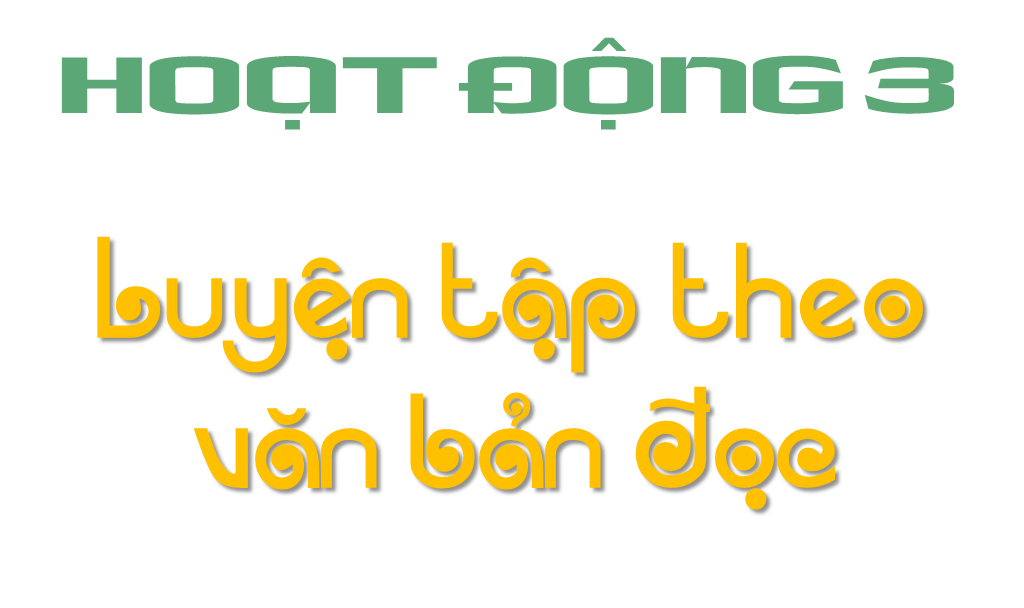 HOẠT ĐỘNG 3
Luyện tập theo
văn bản đọc